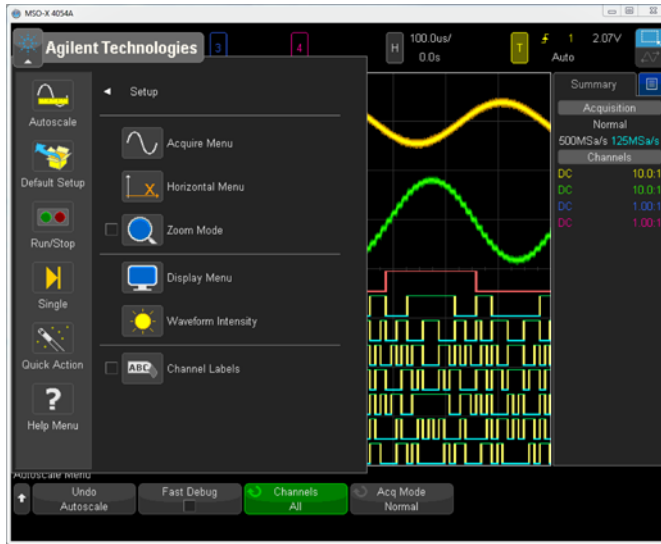 MSO-X 4054A
Agilent Technologies
3
4
H
100.0us/
0.0s
T
1
2.07V
Auto
Autoscale
Default Setup
Run/Stop
Single
Quick Action
?
Help Menu
Setup
Acquire Menu
X
Horizontal Menu
Zoom Mode
Display Menu
Waveform Intensity
ABC
Channel Labels
Summary
Acquisition
Normal
500MSa/s 125MSa/s
Channels
DC 10.0:1
DC 10.0:1
DC 1.00:1
DC 1.00:1
Autoscale Menu
Undo
Autoscale
Fast Debug
Channels
All
Acq Mode
Normal